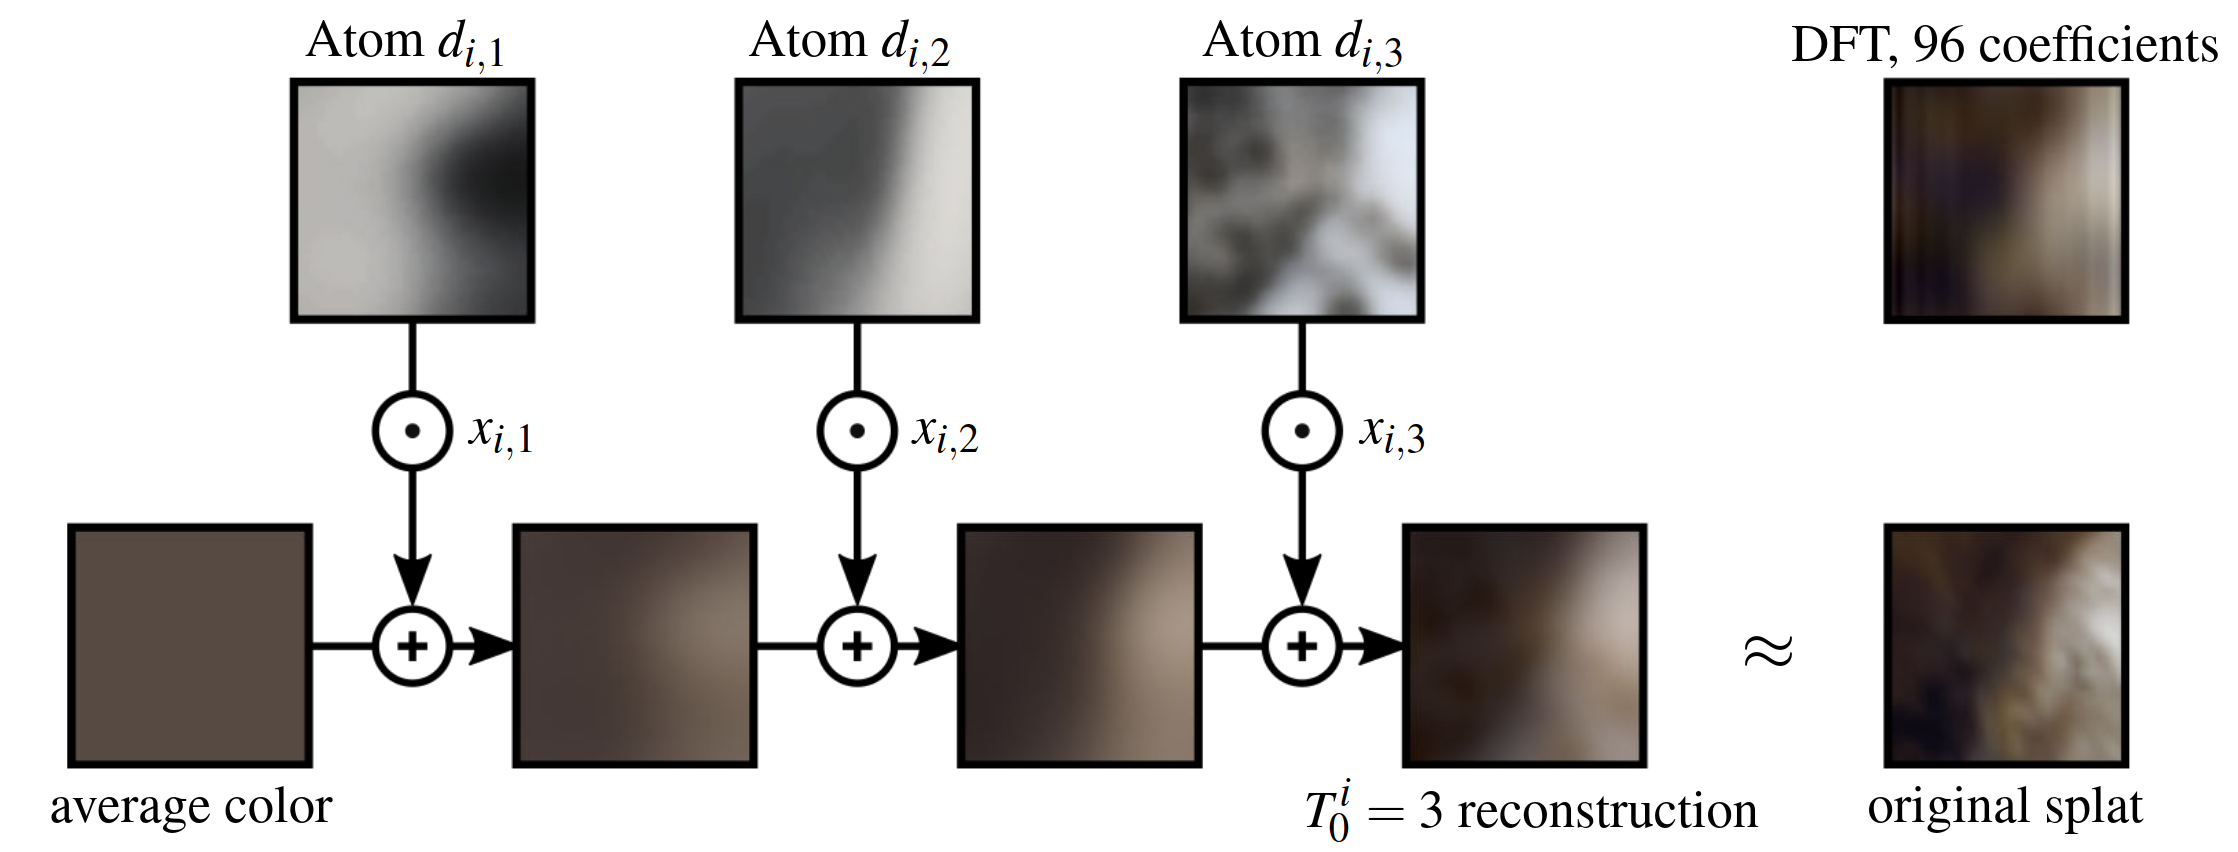 Atom d_{i,1} Atom d_{i,2} Atom d_{i,3} DFT, 96 coefficients
x_{i,1} x_{i,2} x_{i,3}
≈
average color T_0^i = 3 reconstruction original splat